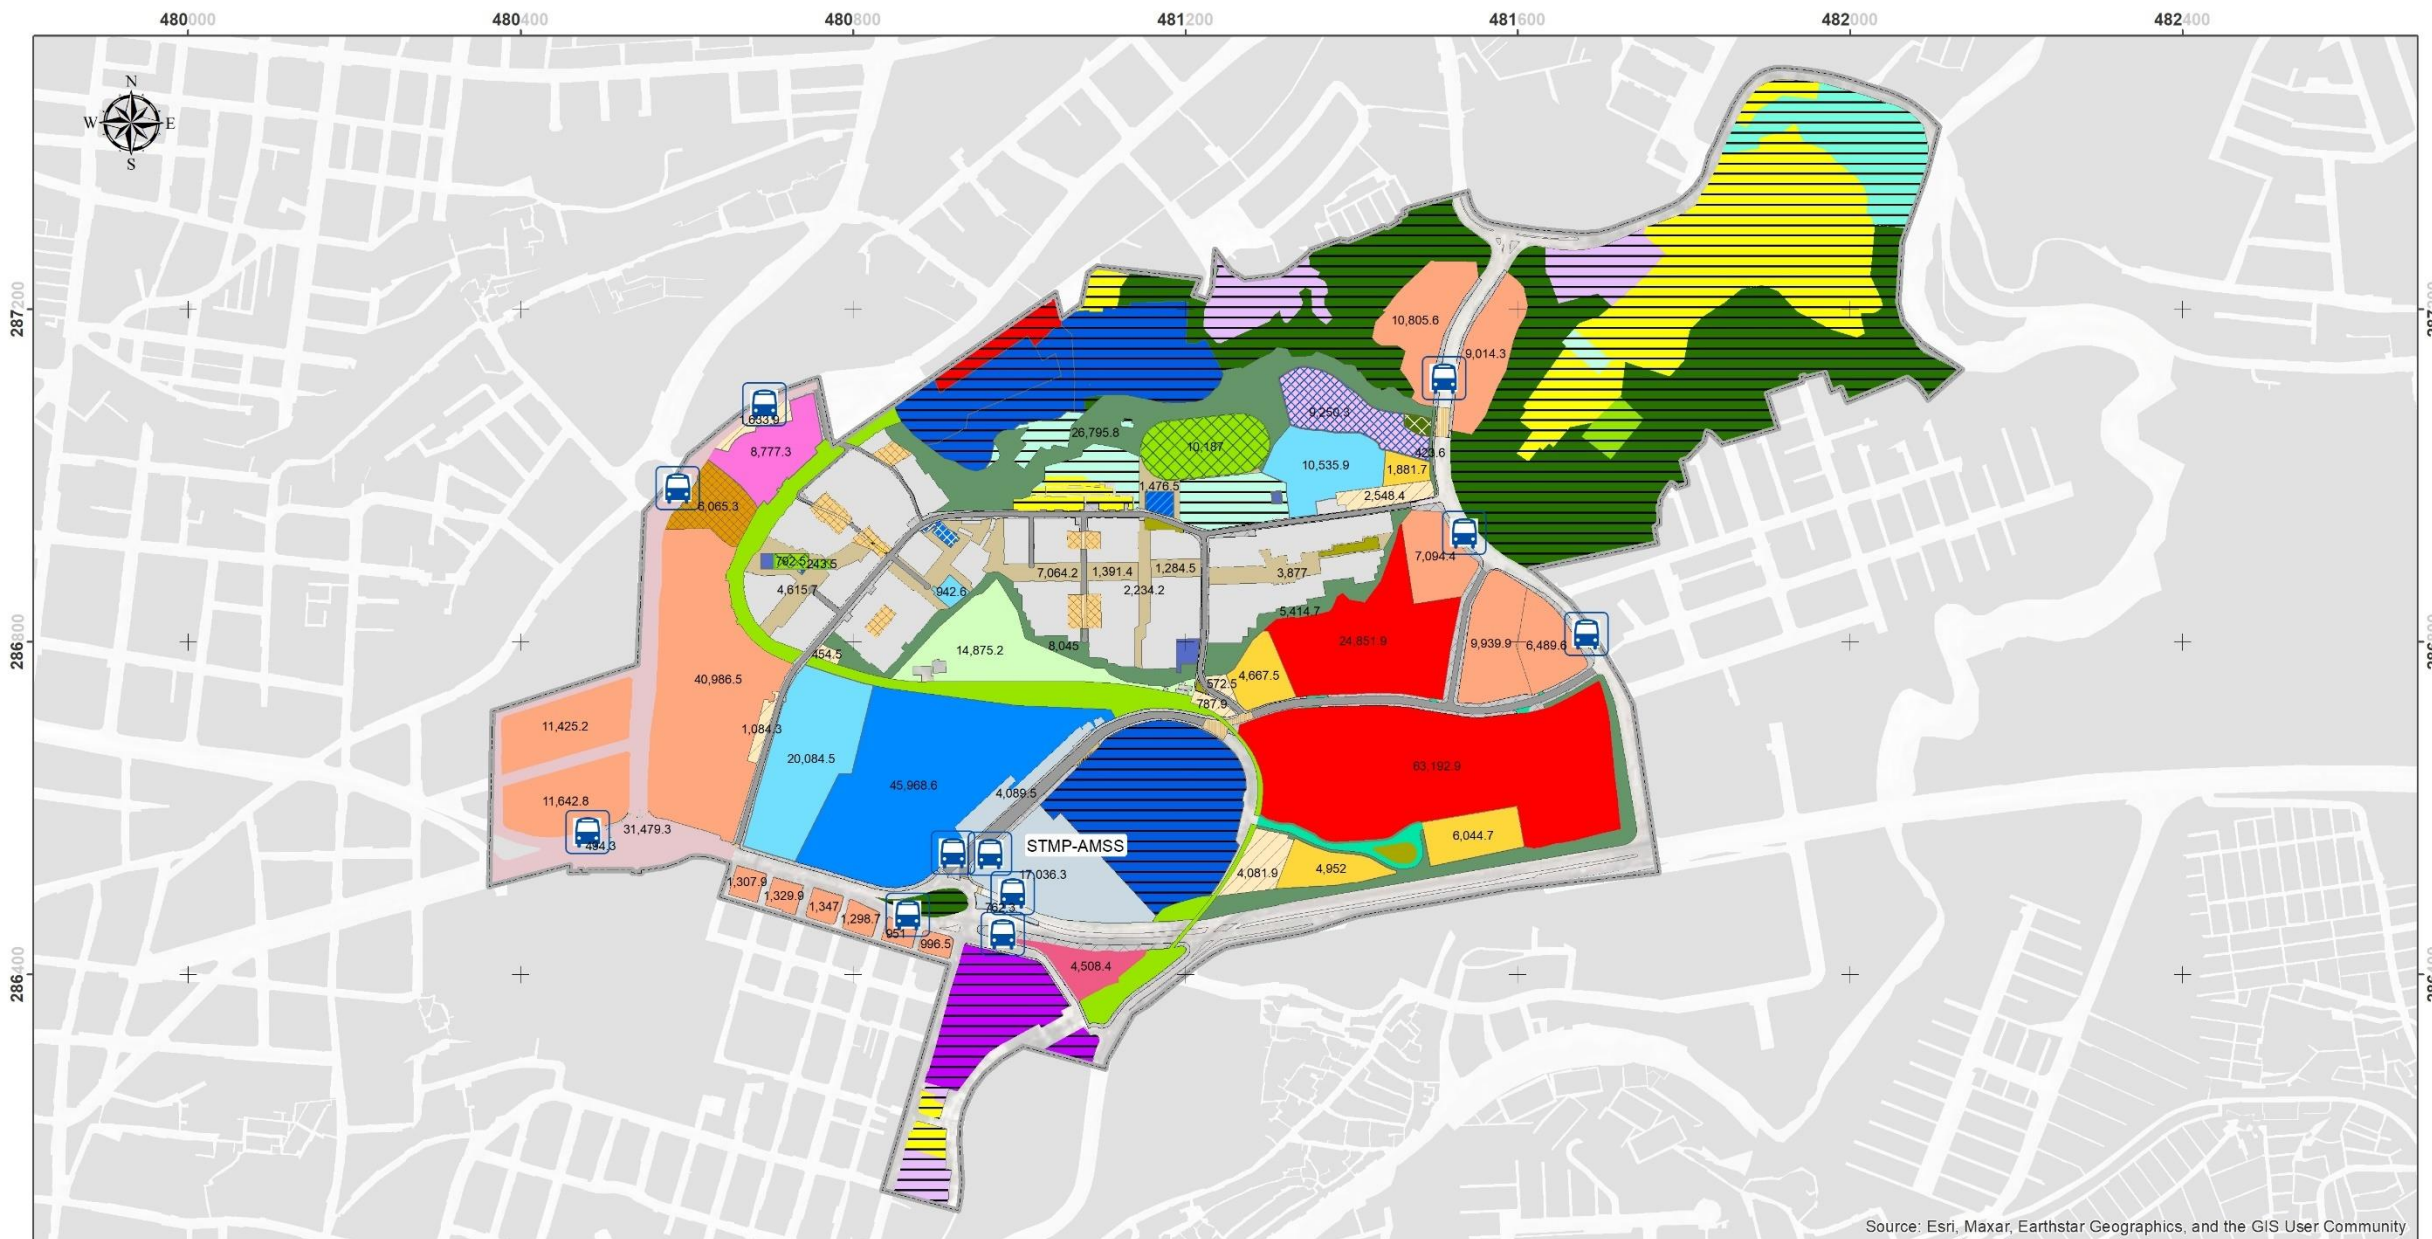 480000 480400 480800 481200 481600 482000 482400
N
W E
S
287200
10,805.6
9,014.3
1,633.9
8,777.3
26,795.8
9,250.3
10,187
423.6
10,535.9
1,881.7
1,476.5
2,548.4
6,065.3
7,094.4
792.5 243.5
7,064.2 1,391.4 1,284.5 3,877
4,615.7 942.6 2,234.2
5,414.7
286800
454.5 14,875.2 8,045 24,851.9 9,939.9 6,489.6
40,986.5 572.5 4,667.5
787.9
11,425.2 1,084.3
20,084.5 63,192.9
45,968.6 4,089.5
11,642.8
31,479.3 6,044.7
494.3 STMP-AMSS
17,036.3 4,081.9 4,952
1,307.9
1,329.9
1,347 762.3
1,298.7
951
996.5
286400
4,508.4
Source: Esri, Maxar, Earthstar Geographics, and the GIS User Community